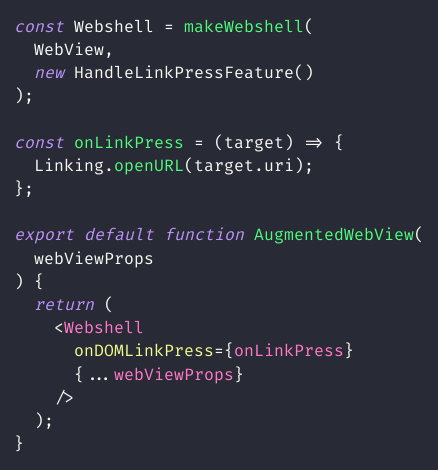 const Webshell = makeWebshell(
  WebView,
  new HandleLinkPressFeature()
);

const onLinkPress = (target) => {
  Linking.openURL(target.uri);
};

export default function AugmentedWebView(
  webViewProps
) {
  return (
    <Webshell
      onDOMLinkPress={onLinkPress}
      {...webViewProps}
    />
  );
}